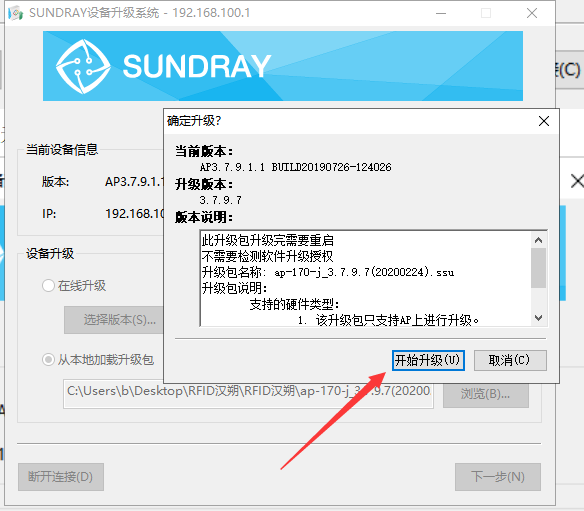 SUNDRAY设备升级系统 - 192.168.100.1
SUNDRAY
(C)
确定升级?
当前版本:
AP3.7.9.1.1 BUILD20190726-124026
升级版本:
3.7.9.7
版本说明:
此升级包升级完需要重启
不需要检测软件升级授权
升级包名称: ap-170-j_3.7.9.7(20200224).ssu
升级包说明:
支持的硬件类型:
1. 该升级包只支持AP上进行升级。
开始升级(U)
取消(C)
当前设备信息
版本:
AP3.7.9.1.1
IP:
192.168.10
设备升级
在线升级
选择版本(S)...
从本地加载升级包
C:\Users\b\Desktop\RFID汉朔\RFID汉朔\ap-170-j_3.7.9.7(20200
浏览(B)...
断开连接(D)
下一步(N)